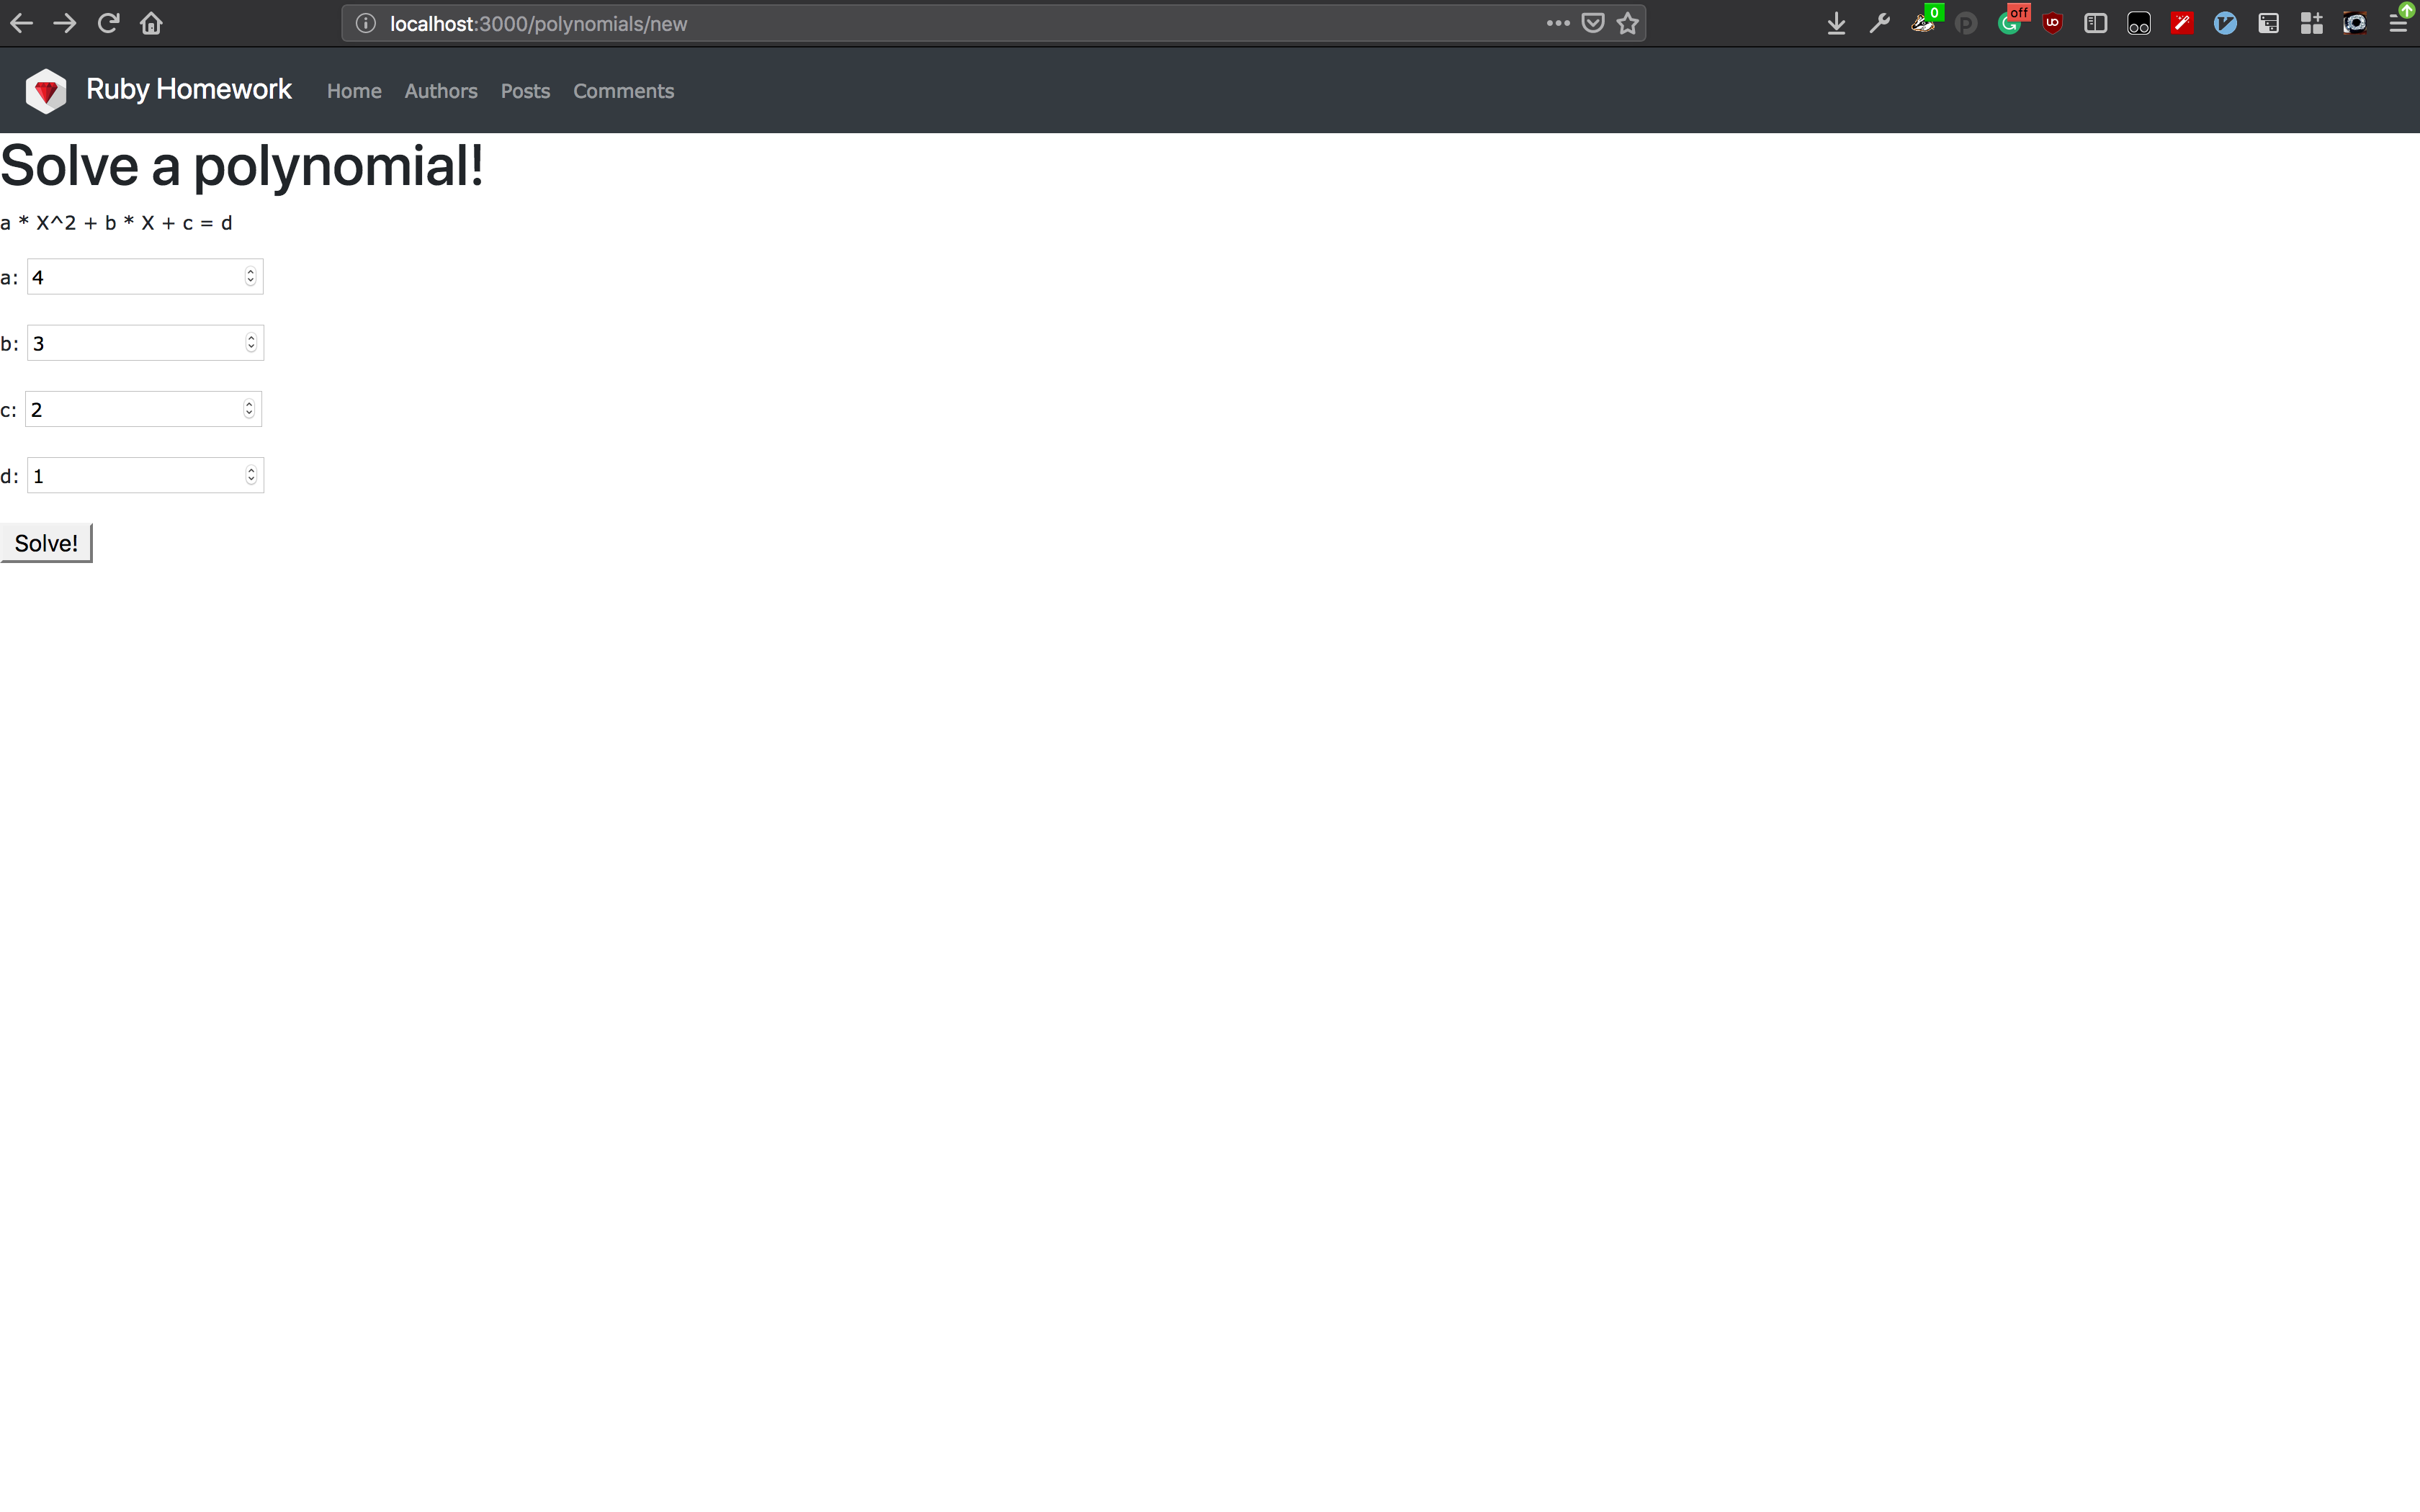 localhost:3000/polynomials/new
0
off
Ruby Homework Home Authors Posts Comments
Solve a polynomial!
a * X^2 + b * X + c = d
a: 4
b: 3
c: 2
d: 1
Solve!